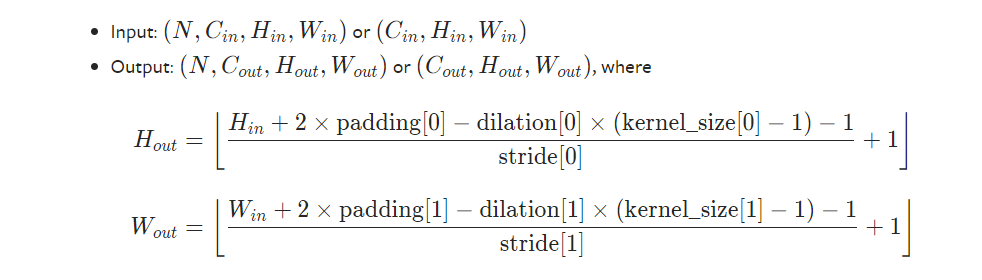 • Input: (N, C_in, H_in, W_in) or (C_in, H_in, W_in)
• Output: (N, C_out, H_out, W_out) or (C_out, H_out, W_out), where
H_out = ⌊ (H_in + 2 × padding[0] − dilation[0] × (kernel_size[0] − 1) − 1) / stride[0] + 1 ⌋
W_out = ⌊ (W_in + 2 × padding[1] − dilation[1] × (kernel_size[1] − 1) − 1) / stride[1] + 1 ⌋